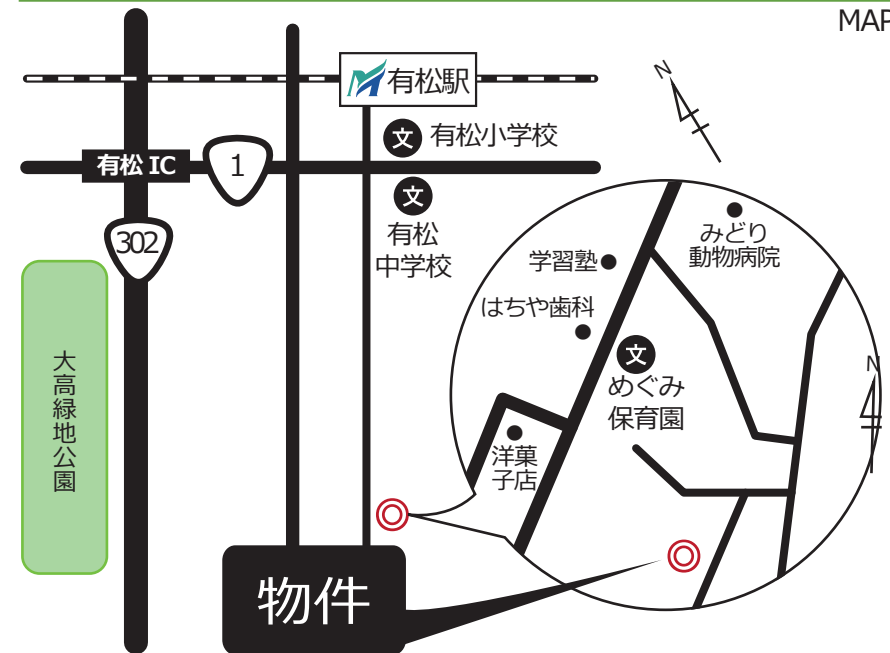 MAP
有松駅
N
文 有松小学校
有松 IC
1
文
有松
中学校
302
みどり
動物病院
学習塾
はちや歯科
文
めぐみ
保育園
N
大高緑地公園
洋菓
子店
物件